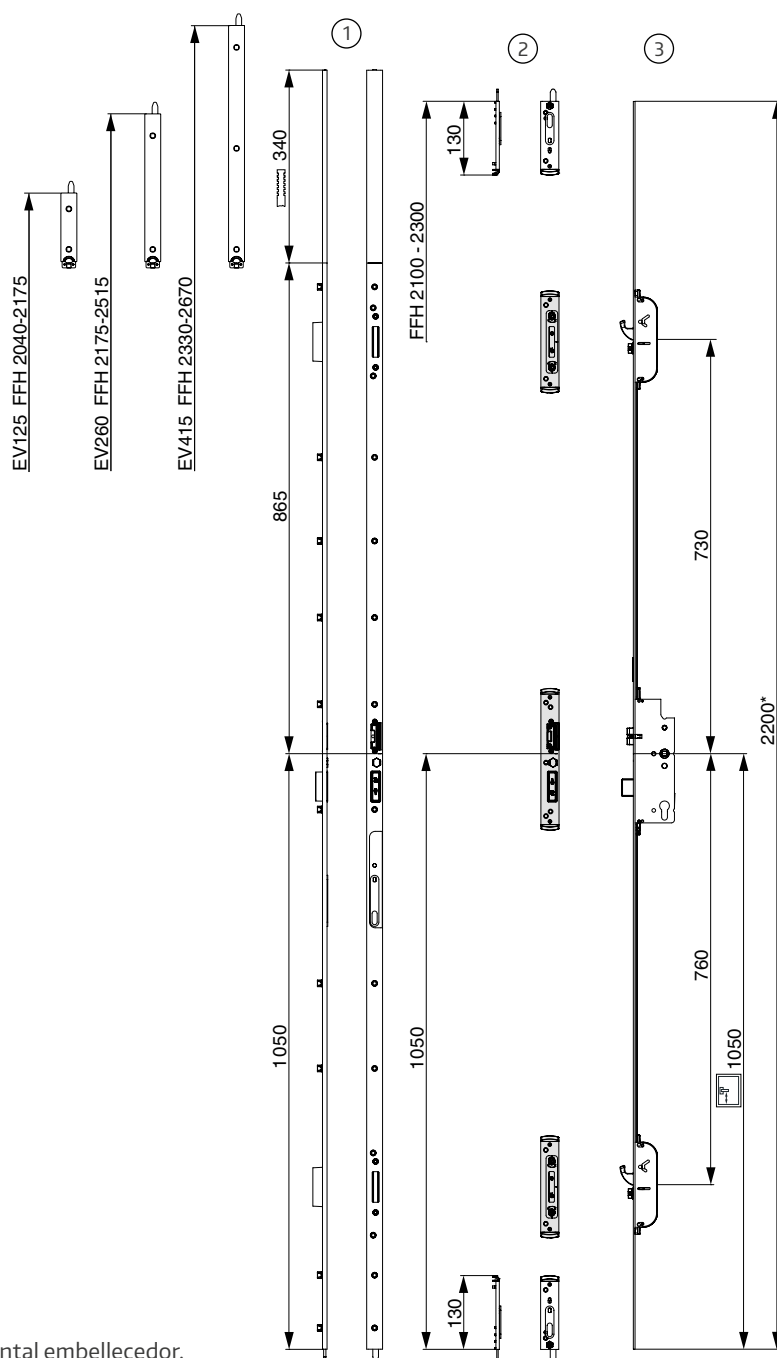 1
2
3
EV125 FFH 2040-2175
EV260 FFH 2175-2515
EV415 FFH 2330-2670
340
865
1050
FFH 2100 - 2300
130
1050
130
730
760
1050
2200*
ntal embellecedor.